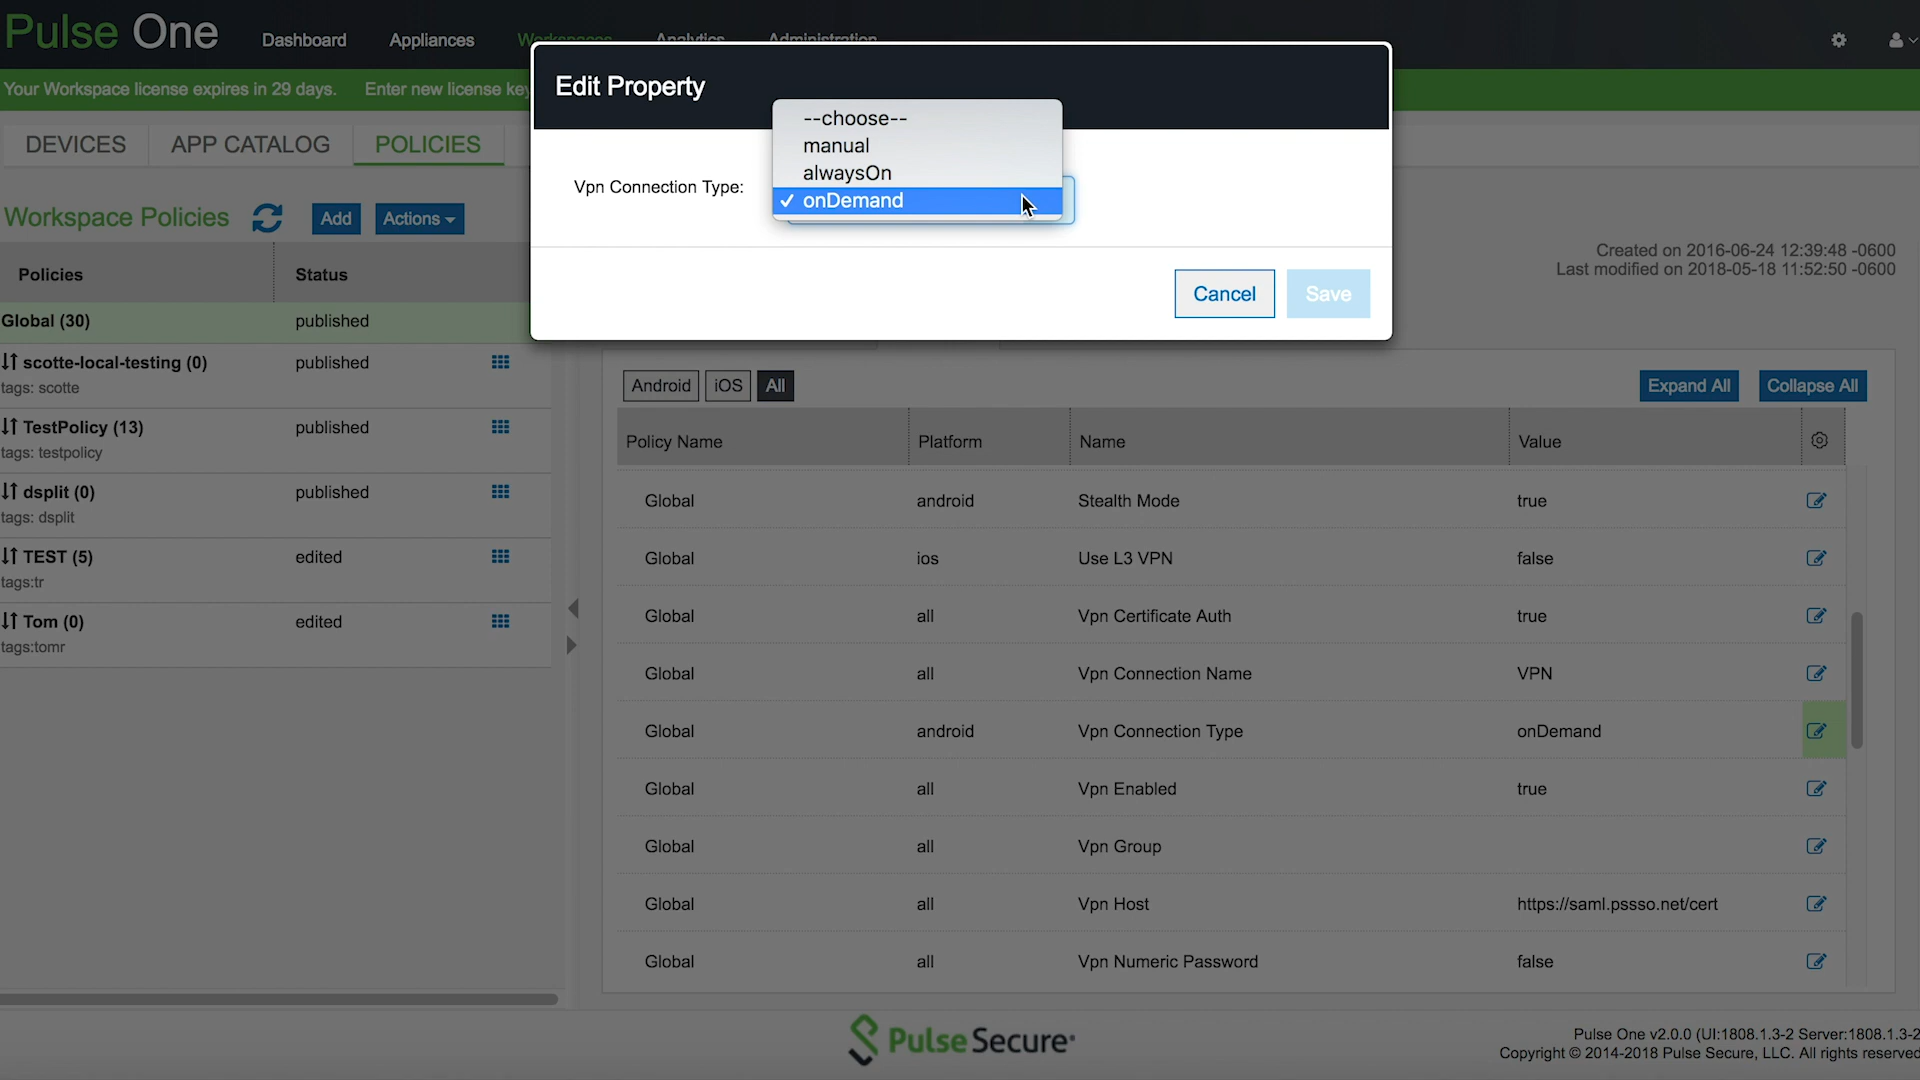 Pulse One
Dashboard
Appliances
Workspaces
Analytics
Administration
Your Workspace license expires in 29 days. Enter new license key
DEVICES
APP CATALOG
POLICIES
Edit Property
--choose--
manual
alwaysOn
✓ onDemand
Vpn Connection Type:
Cancel
Save
Workspace Policies
Add
Actions
Created on 2016-06-24 12:39:48 -0600
Last modified on 2018-05-18 11:52:50 -0600
Policies Status
Global (30) published
scotte-local-testing (0) published
tags: scotte
TestPolicy (13) published
tags: testpolicy
dsplit (0) published
tags: dsplit
TEST (5) edited
tags:tr
Tom (0) edited
tags:tomr
Android iOS All
Expand All Collapse All
Policy Name Platform Name Value
Global android Stealth Mode true
Global ios Use L3 VPN false
Global all Vpn Certificate Auth true
Global all Vpn Connection Name VPN
Global android Vpn Connection Type onDemand
Global all Vpn Enabled true
Global all Vpn Group
Global all Vpn Host https://saml.pssso.net/cert
Global all Vpn Numeric Password false
Pulse Secure
Pulse One v2.0.0 (UI:1808.1.3-2 Server:1808.1.3-2
Copyright © 2014-2018 Pulse Secure, LLC. All rights reserved